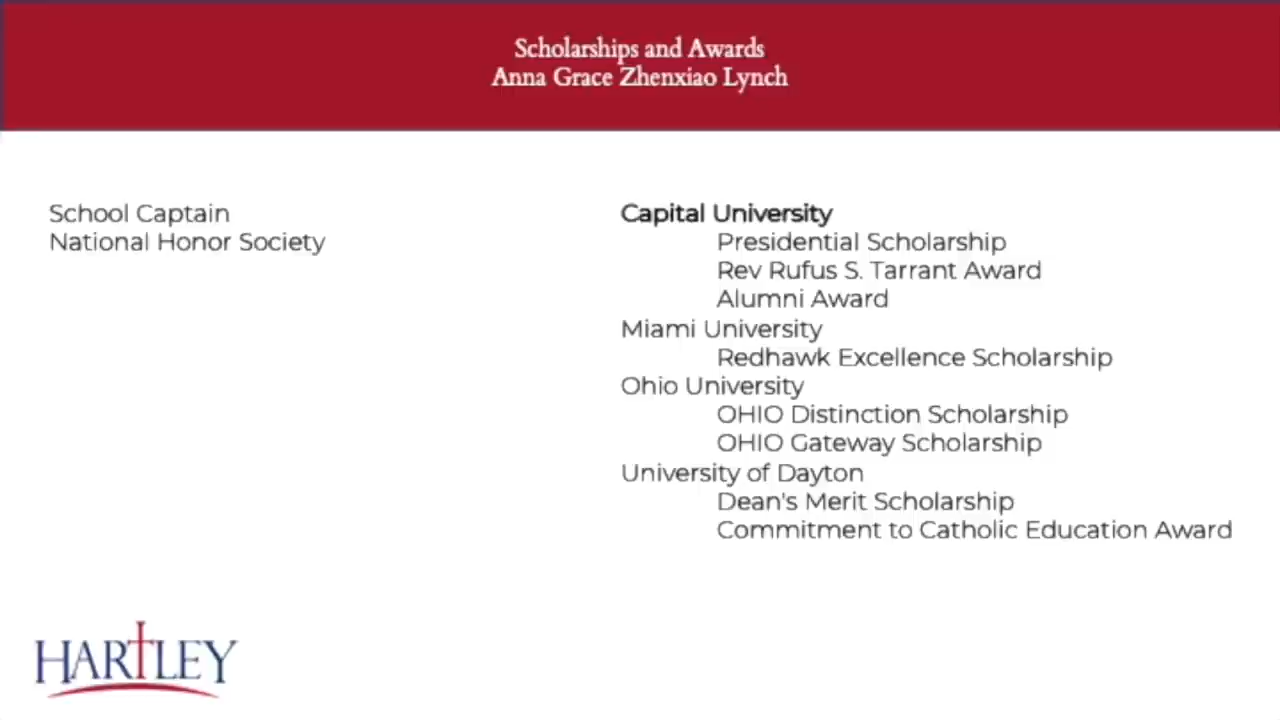 Scholarships and Awards
Anna Grace Zhenxiao Lynch
School Captain
National Honor Society
Capital University
Presidential Scholarship
Rev Rufus S. Tarrant Award
Alumni Award
Miami University
Redhawk Excellence Scholarship
Ohio University
OHIO Distinction Scholarship
OHIO Gateway Scholarship
University of Dayton
Dean's Merit Scholarship
Commitment to Catholic Education Award
HARTLEY